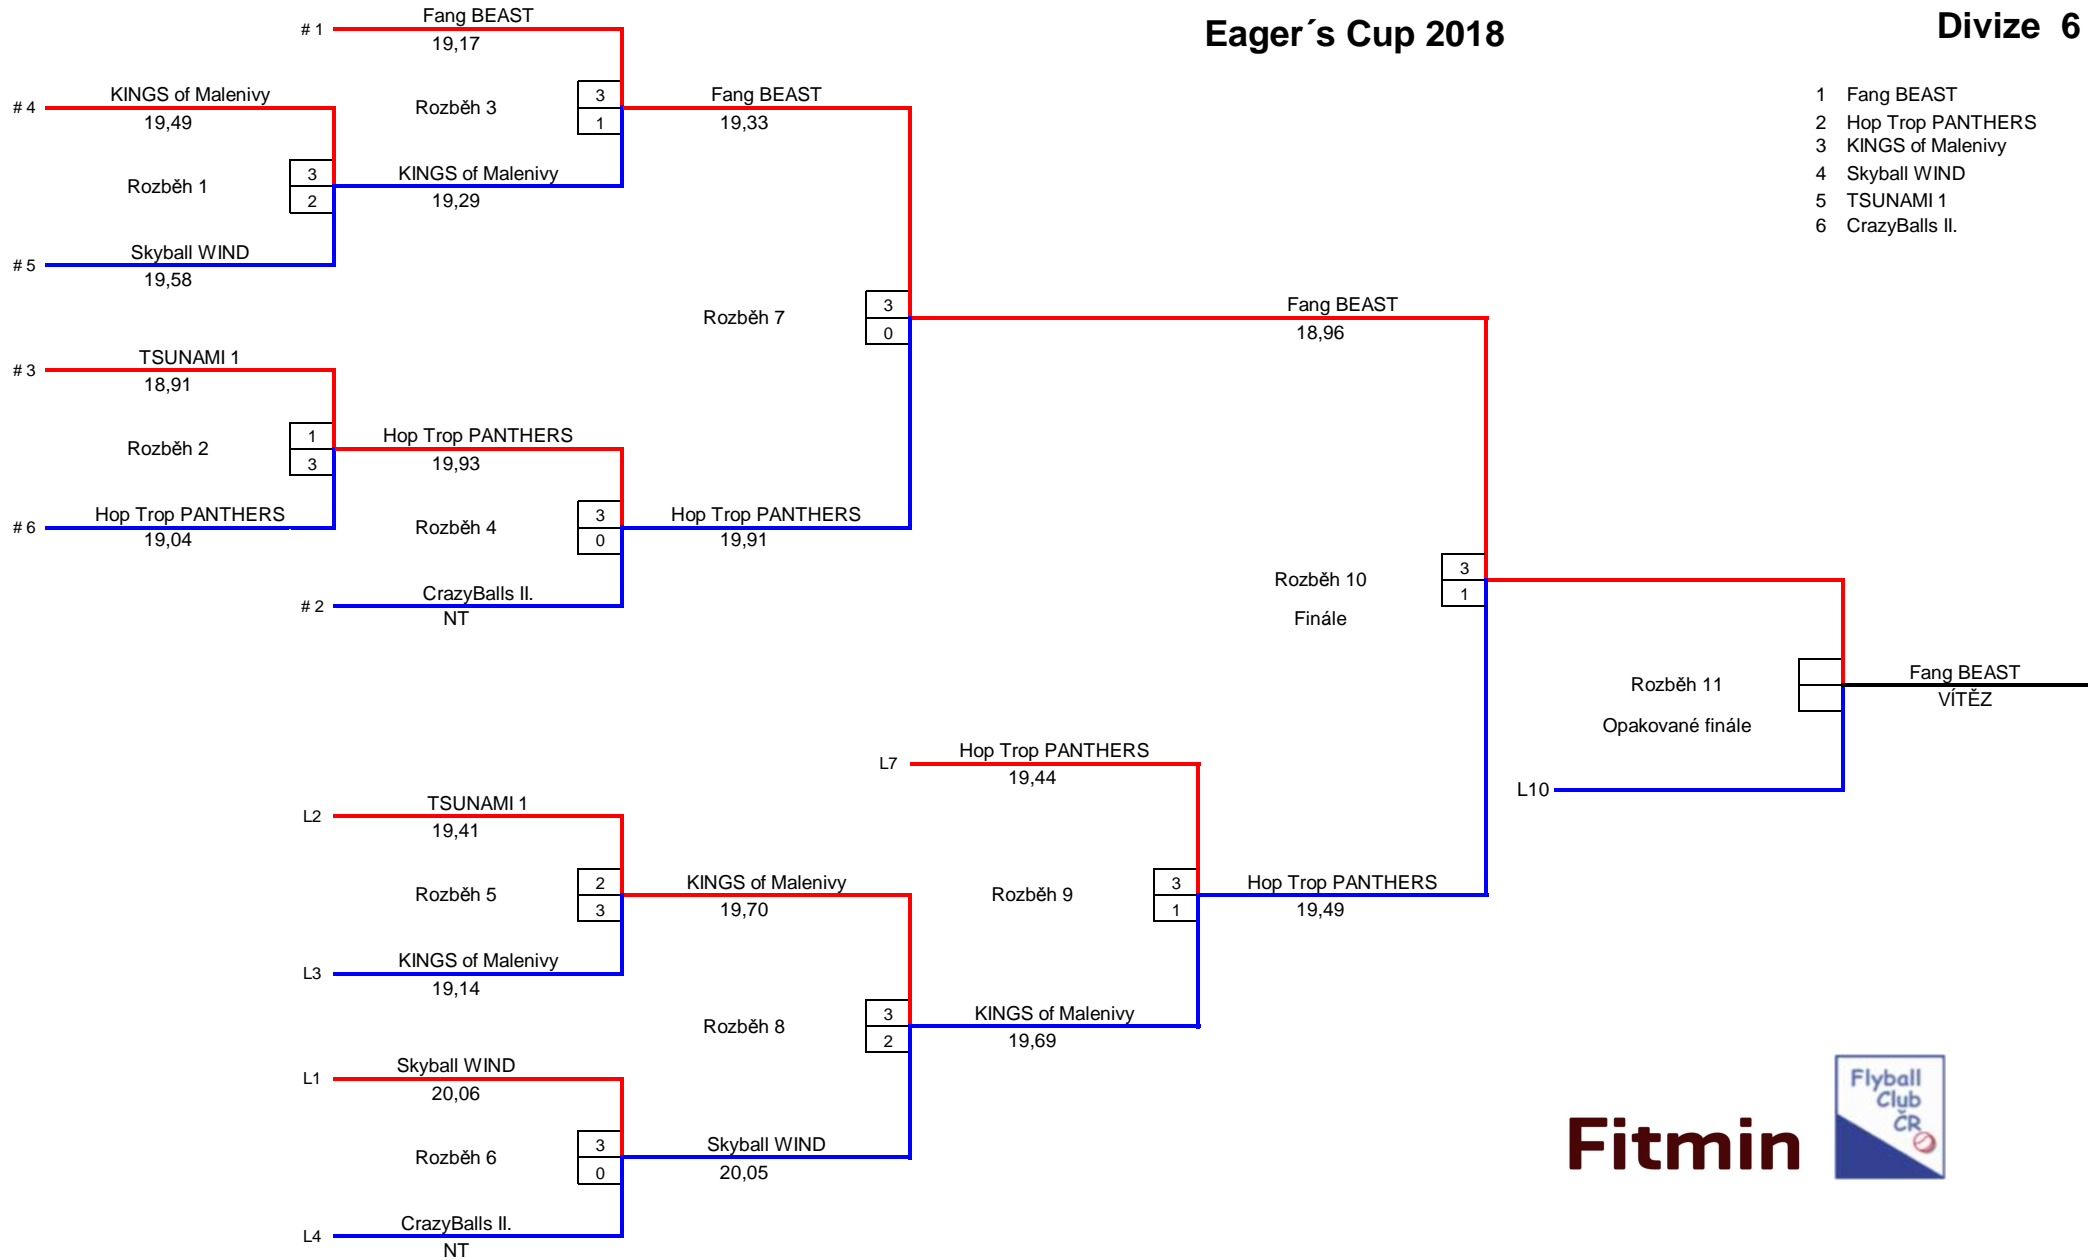 Eager´s Cup 2018
Divize 6
1 Fang BEAST
2 Hop Trop PANTHERS
3 KINGS of Malenivy
4 Skyball WIND
5 TSUNAMI 1
6 CrazyBalls II.
# 1
Fang BEAST
19,17
# 4
KINGS of Malenivy
19,49
Rozběh 3
3
1
Fang BEAST
19,33
Rozběh 1
3
2
KINGS of Malenivy
19,29
# 5
Skyball WIND
19,58
Rozběh 7
3
0
Fang BEAST
18,96
# 3
TSUNAMI 1
18,91
Rozběh 2
1
3
Hop Trop PANTHERS
19,93
# 6
Hop Trop PANTHERS
19,04
Rozběh 4
3
0
Hop Trop PANTHERS
19,91
# 2
CrazyBalls II.
NT
Rozběh 10
Finále
3
1
Rozběh 11
Opakované finále
Fang BEAST
VÍTĚZ
L10
L7
Hop Trop PANTHERS
19,44
L2
TSUNAMI 1
19,41
Rozběh 5
2
3
KINGS of Malenivy
19,70
Rozběh 9
3
1
Hop Trop PANTHERS
19,49
L3
KINGS of Malenivy
19,14
Rozběh 8
3
2
KINGS of Malenivy
19,69
L1
Skyball WIND
20,06
Rozběh 6
3
0
Skyball WIND
20,05
L4
CrazyBalls II.
NT
Fitmin
Flyball
Club
ČR